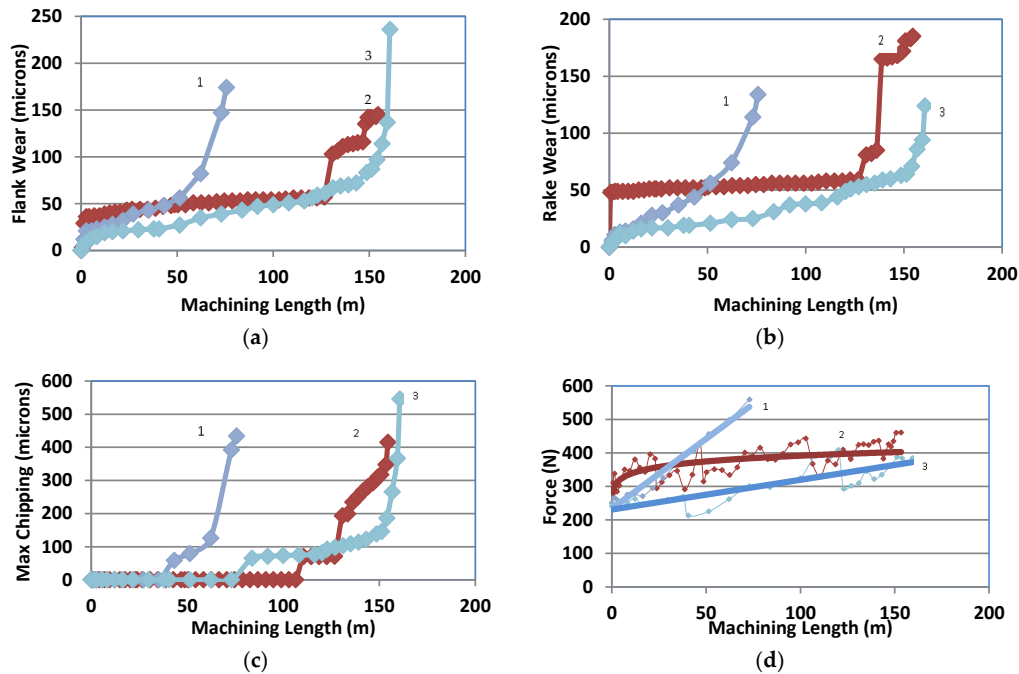 250
200
150
100
50
0
0 50 100 150 200
Flank Wear (microns)
Machining Length (m)
1
2
3
(a)
200
150
100
50
0
0 50 100 150 200
Rake Wear (microns)
Machining Length (m)
1
2
3
(b)
600
500
400
300
200
100
0
0 50 100 150 200
Max Chipping (microns)
Machining Length (m)
1
2
3
(c)
600
500
400
300
200
100
0
0 50 100 150 200
Force (N)
Machining Length (m)
1
2
3
(d)